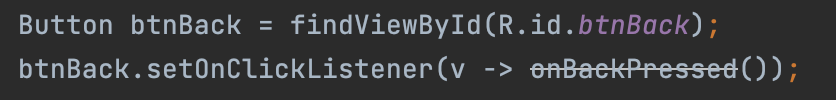 Button btnBack = findViewById(R.id.btnBack);
btnBack.setOnClickListener(v -> onBackPressed());